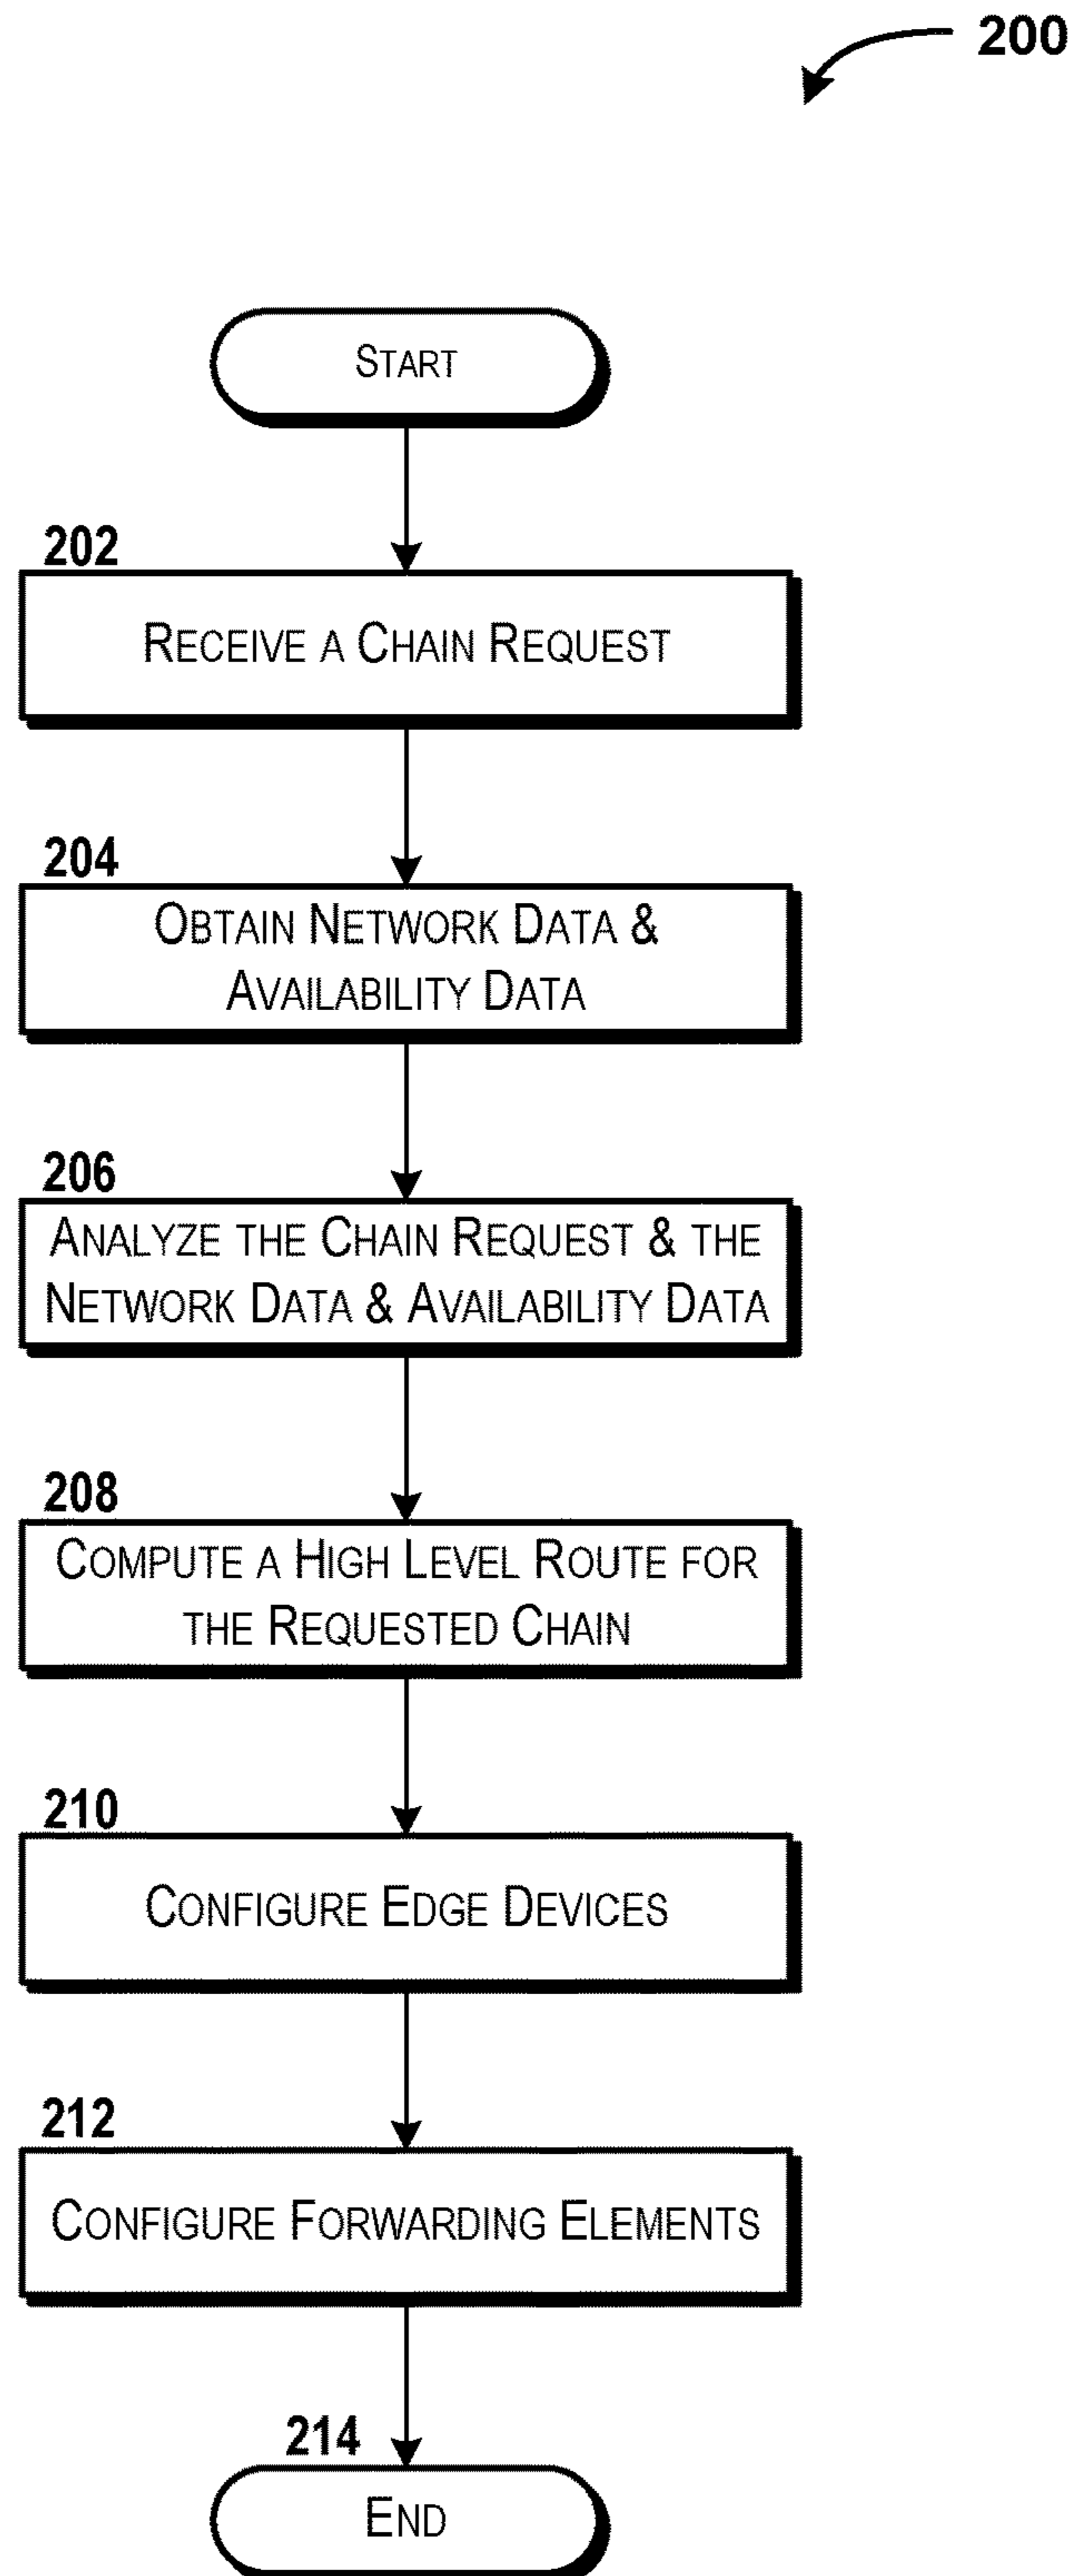 200
START
202
RECEIVE A CHAIN REQUEST
204
OBTAIN NETWORK DATA &
AVAILABILITY DATA
206
ANALYZE THE CHAIN REQUEST & THE
NETWORK DATA & AVAILABILITY DATA
208
COMPUTE A HIGH LEVEL ROUTE FOR
THE REQUESTED CHAIN
210
CONFIGURE EDGE DEVICES
212
CONFIGURE FORWARDING ELEMENTS
214
END